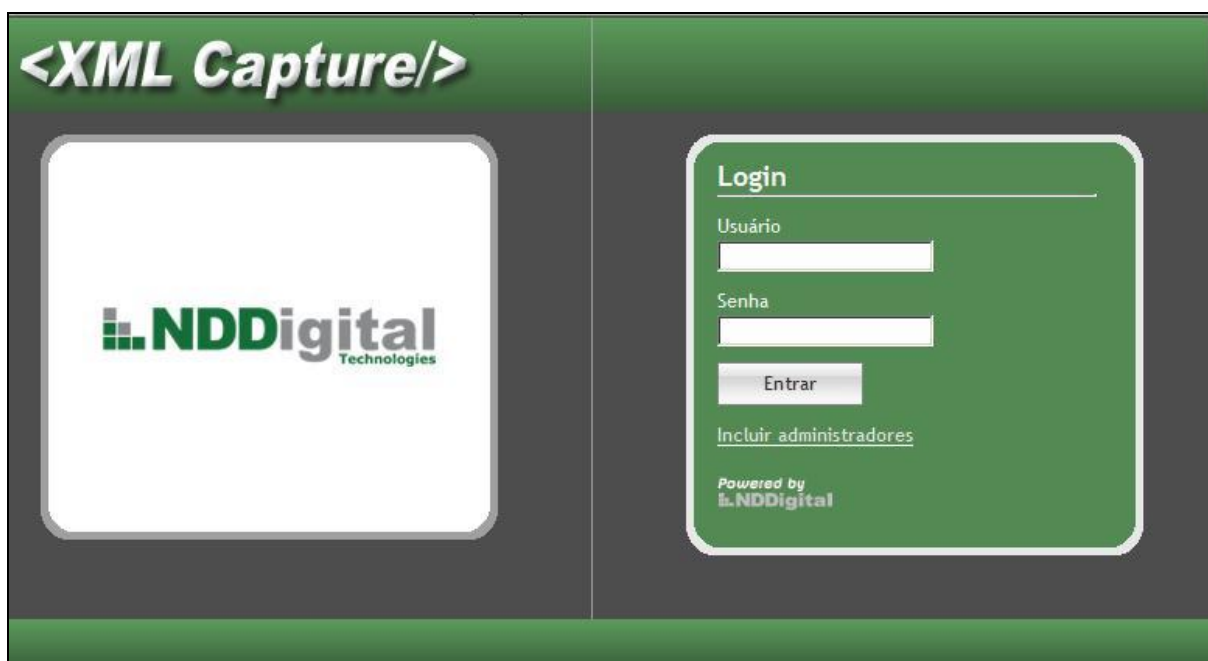 <XML Capture/>
NDDigital
Technologies
Login
Usuário
Senha
Entrar
Incluir administradores
Powered by
NDDigital